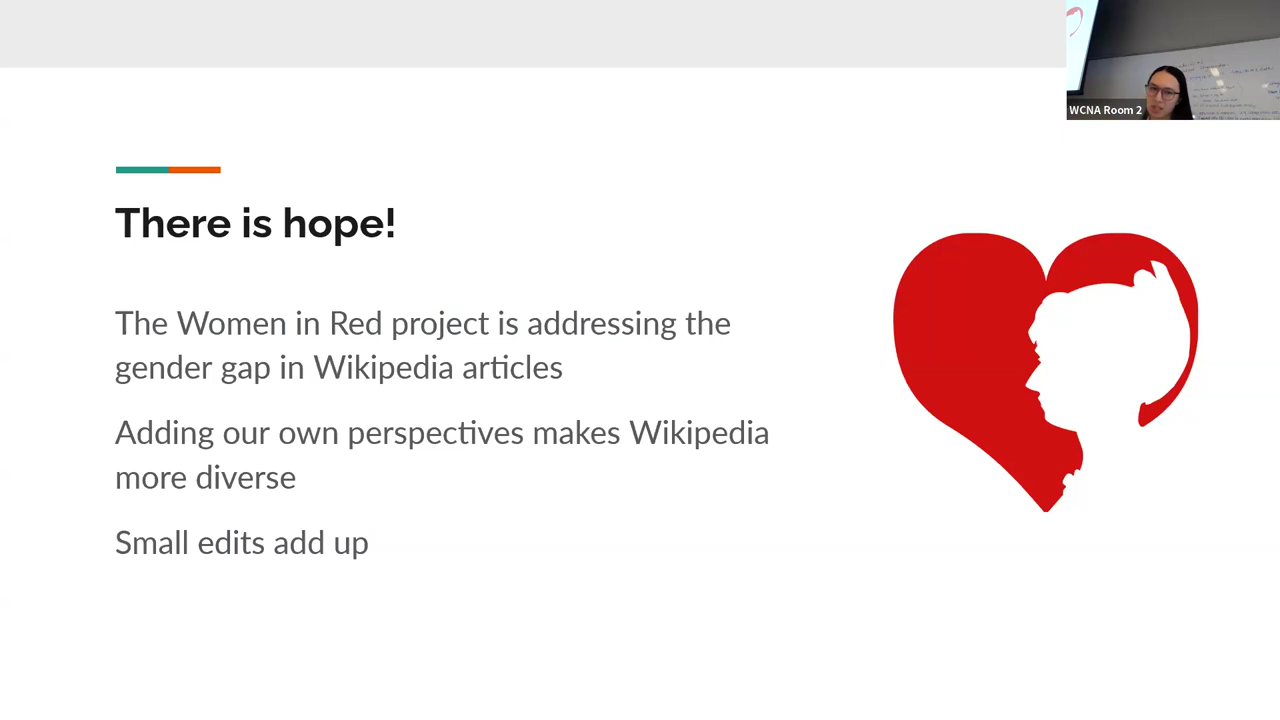 WCNA Room 2
There is hope!
The Women in Red project is addressing the
gender gap in Wikipedia articles
Adding our own perspectives makes Wikipedia
more diverse
Small edits add up